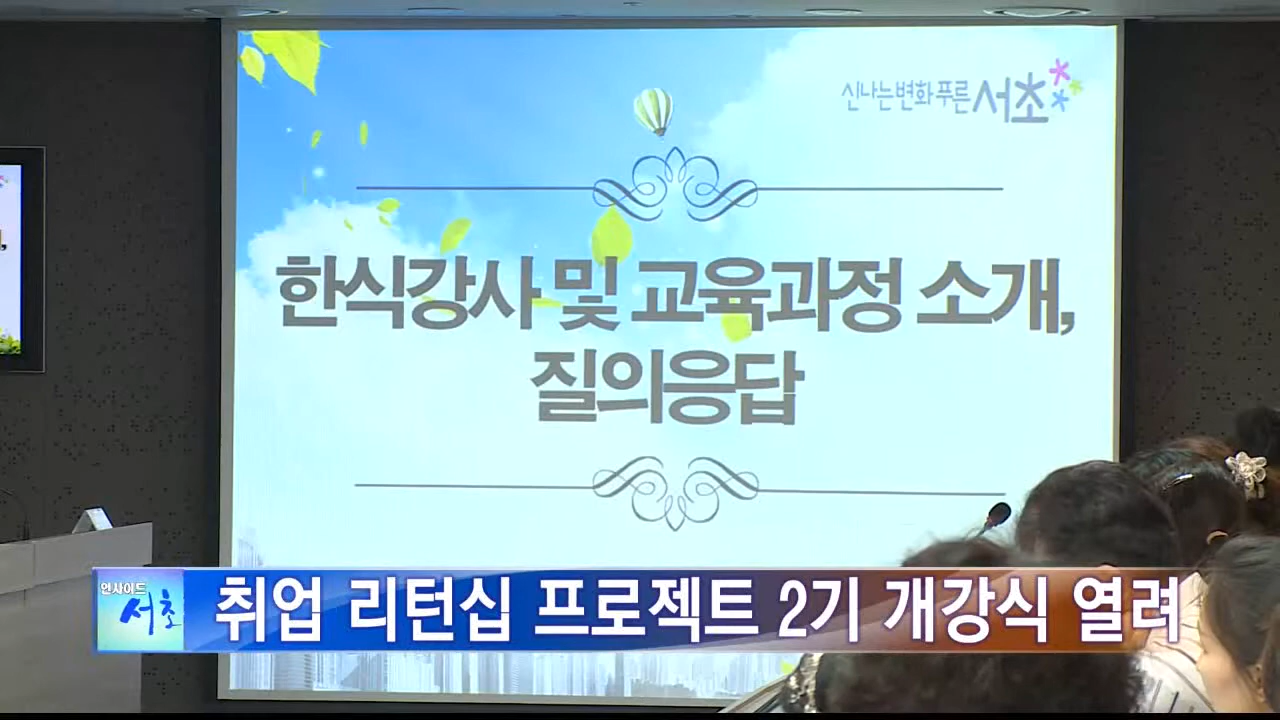 신나는 변화 푸른 서초
한식강사 및 교육과정 소개,
질의응답
인사이드
서초
취업 리턴십 프로젝트 2기 개강식 열려